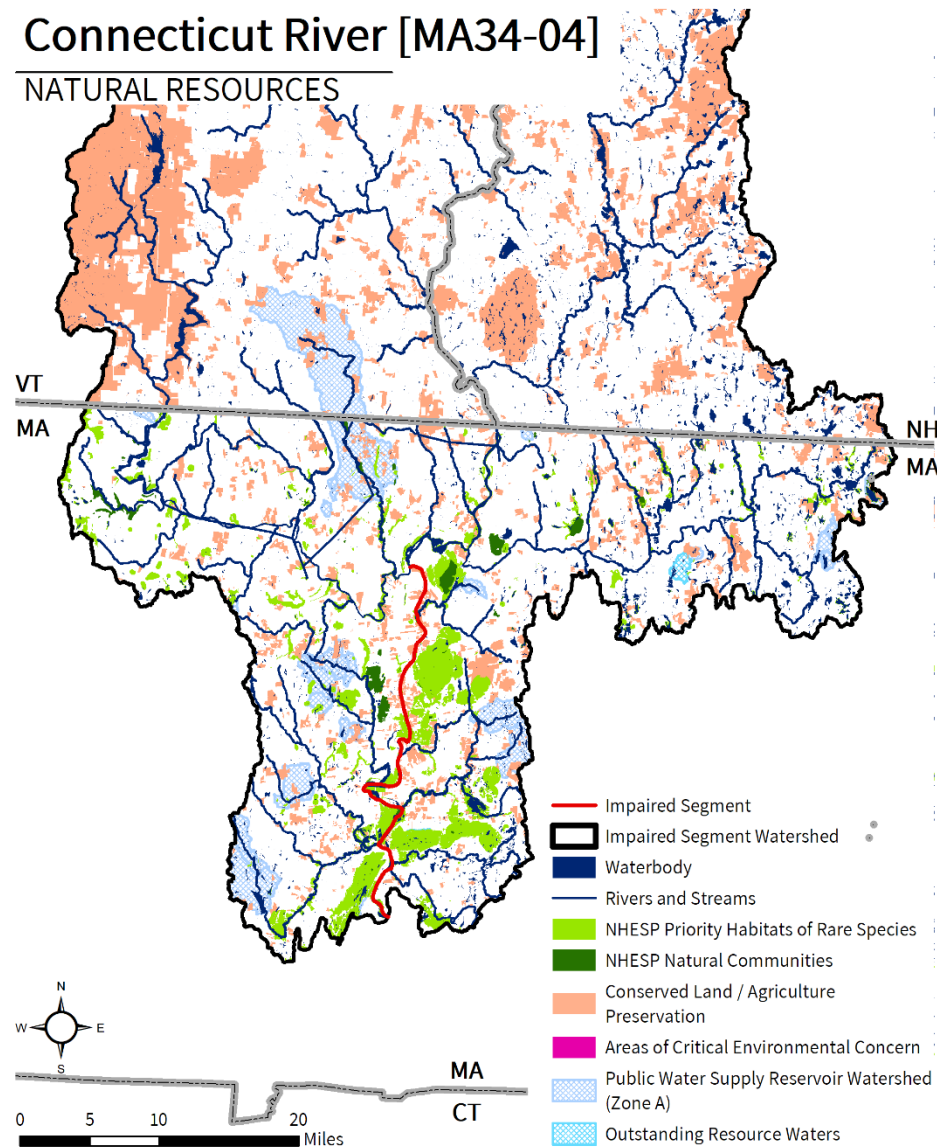 Connecticut River [MA34-04]
NATURAL RESOURCES
VT
MA
NH
MA
Impaired Segment
Impaired Segment Watershed
Waterbody
Rivers and Streams
NHESP Priority Habitats of Rare Species
NHESP Natural Communities
Conserved Land / Agriculture
Preservation
Areas of Critical Environmental Concern
Public Water Supply Reservoir Watershed
(Zone A)
Outstanding Resource Waters
N
W E
S
MA
CT
0 5 10 20
Miles